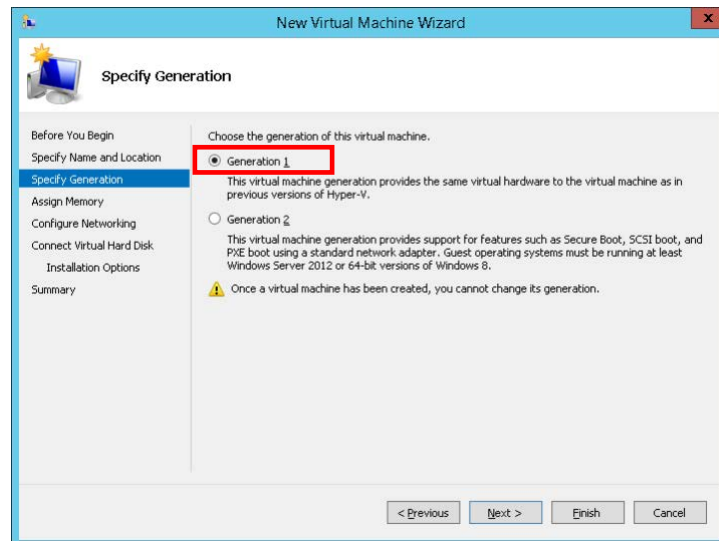 New Virtual Machine Wizard
x
Specify Generation
Before You Begin
Specify Name and Location
Specify Generation
Assign Memory
Configure Networking
Connect Virtual Hard Disk
Installation Options
Summary
Choose the generation of this virtual machine.
Generation 1
This virtual machine generation provides the same virtual hardware to the virtual machine as in
previous versions of Hyper-V.
Generation 2
This virtual machine generation provides support for features such as Secure Boot, SCSI boot, and
PXE boot using a standard network adapter. Guest operating systems must be running at least
Windows Server 2012 or 64-bit versions of Windows 8.
Once a virtual machine has been created, you cannot change its generation.
< Previous
Next >
Finish
Cancel